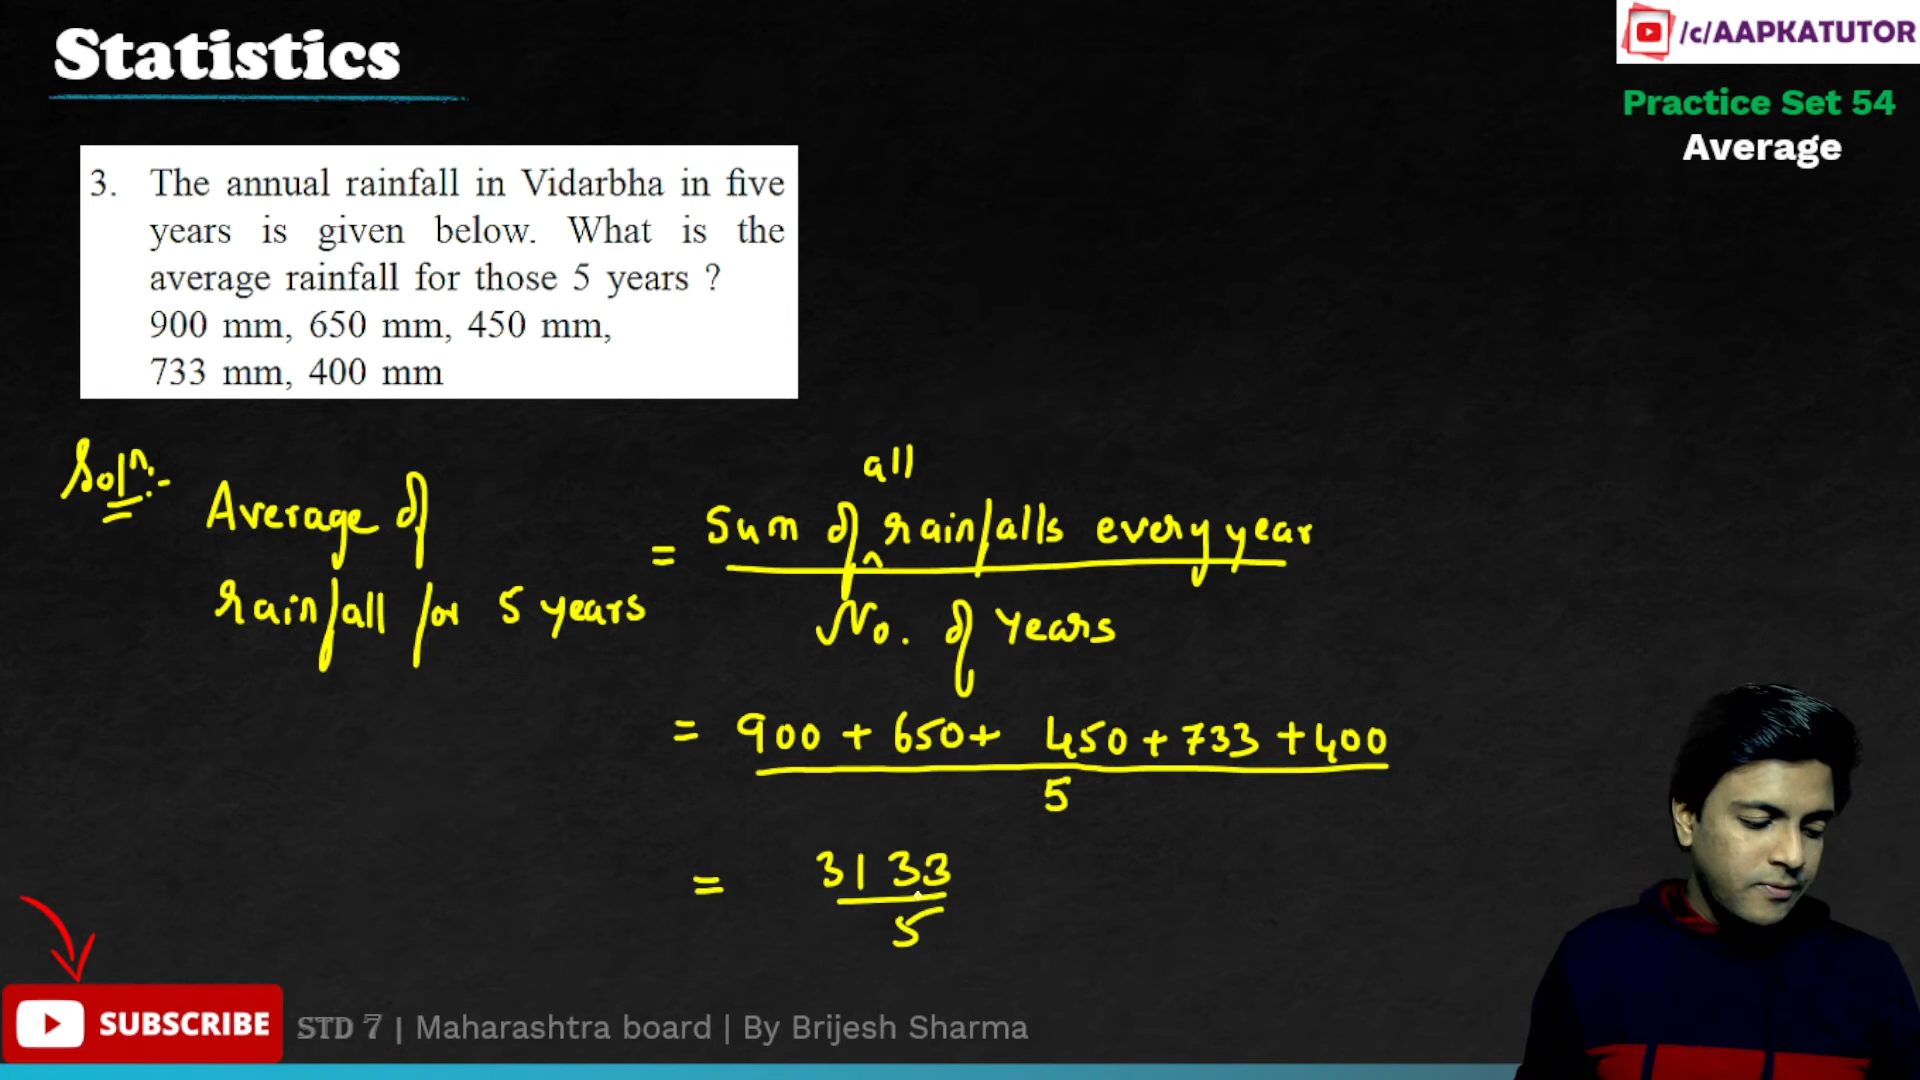 Statistics
/c/AAPKATUTOR
Practice Set 54
Average
3. The annual rainfall in Vidarbha in five
years is given below. What is the
average rainfall for those 5 years ?
900 mm, 650 mm, 450 mm,
733 mm, 400 mm
Solⁿ:-
Average of
rainfall for 5 years
=
all
Sum of ^ rainfalls every year
No. of years
= 900 + 650 + 450 + 733 + 400
5
= 3133
5
SUBSCRIBE
STD 7 | Maharashtra board | By Brijesh Sharma